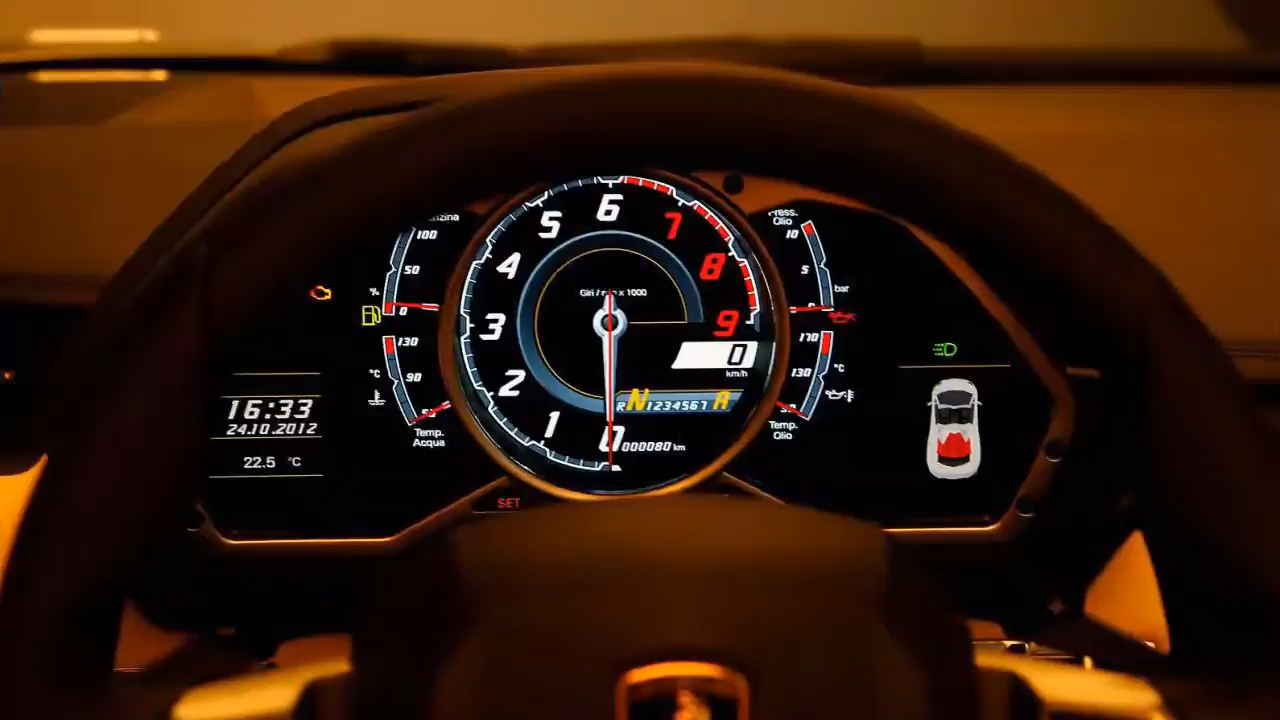 100
50
%
0
130
°C
90
Temp.
Acqua
16:33
24.10.2012
22.5 °C
SET
6
5
7
4
8
3
9
2
1
0
Giri / min x 1000
0
km/h
RN1234567 A
000080 km
Press.
Olio
10
5
bar
170
°C
130
Temp.
Olio